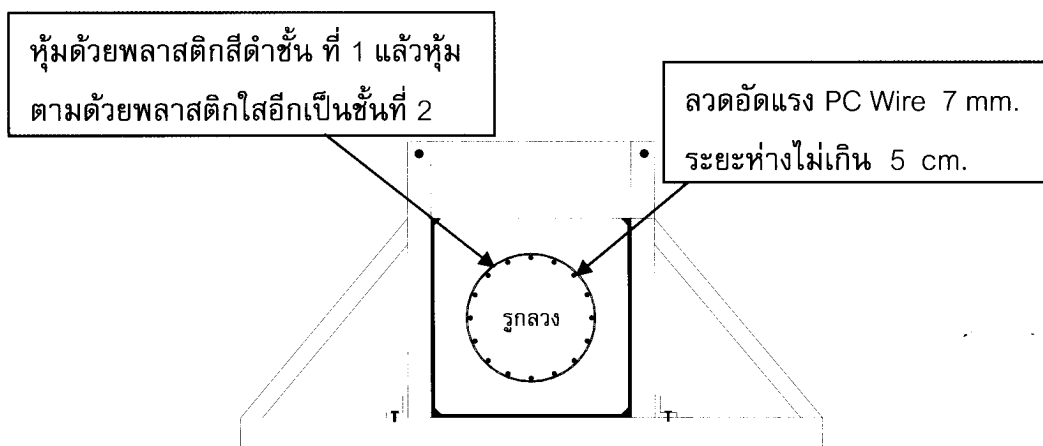 หุ้มด้วยพลาสติกสีดำชั้น ที่ 1 แล้วหุ้ม
ตามด้วยพลาสติกใสอีกเป็นชั้นที่ 2
ลวดอัดแรง PC Wire 7 mm.
ระยะห่างไม่เกิน 5 cm.
รูกลวง
T T